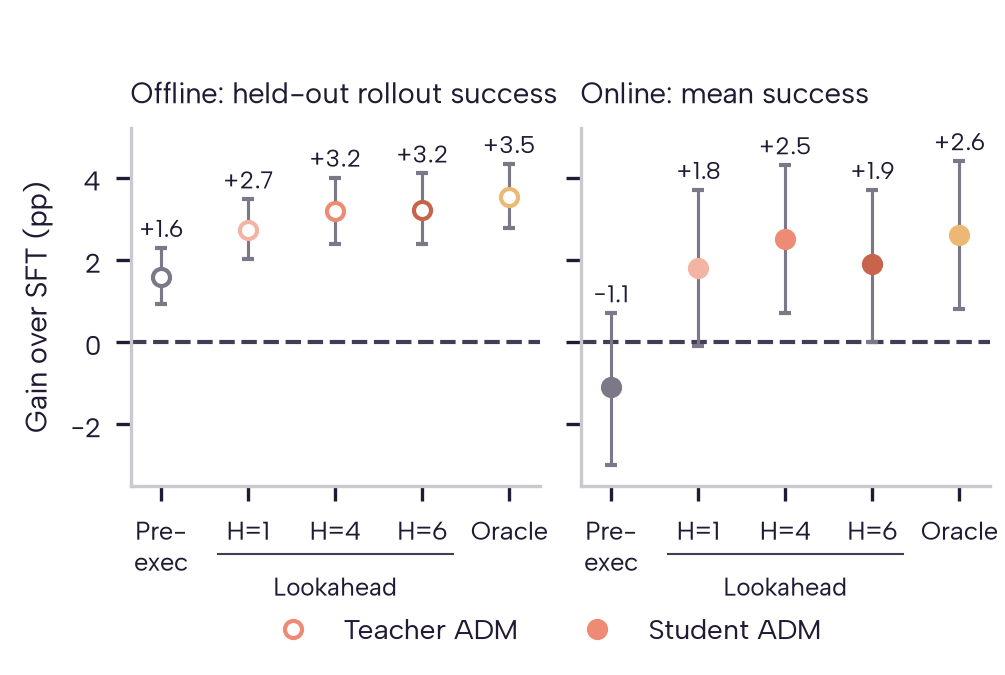 Offline: held-out rollout success
Online: mean success
Gain over SFT (pp)
4
2
0
-2
+1.6
+2.7
+3.2
+3.2
+3.5
-1.1
+1.8
+2.5
+1.9
+2.6
Pre-
exec
H=1
H=4
H=6
Oracle
Lookahead
Pre-
exec
H=1
H=4
H=6
Oracle
Lookahead
Teacher ADM
Student ADM